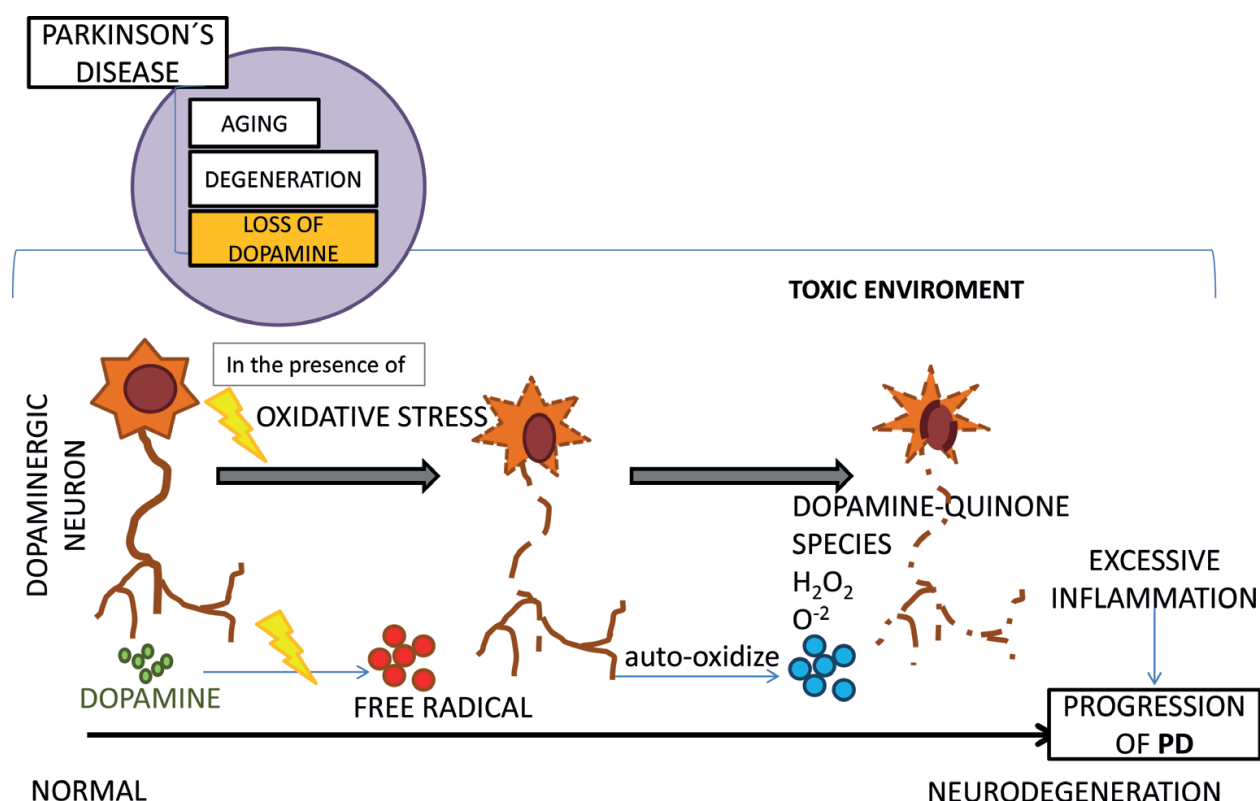 PARKINSON´S
DISEASE
AGING
DEGENERATION
LOSS OF
DOPAMINE
TOXIC ENVIROMENT
In the presence of
OXIDATIVE STRESS
DOPAMINERGIC
NEURON
DOPAMINE-QUINONE
SPECIES
H₂O₂
O⁻²
EXCESSIVE
INFLAMMATION
auto-oxidize
DOPAMINE
FREE RADICAL
PROGRESSION
OF PD
NORMAL
NEURODEGENERATION